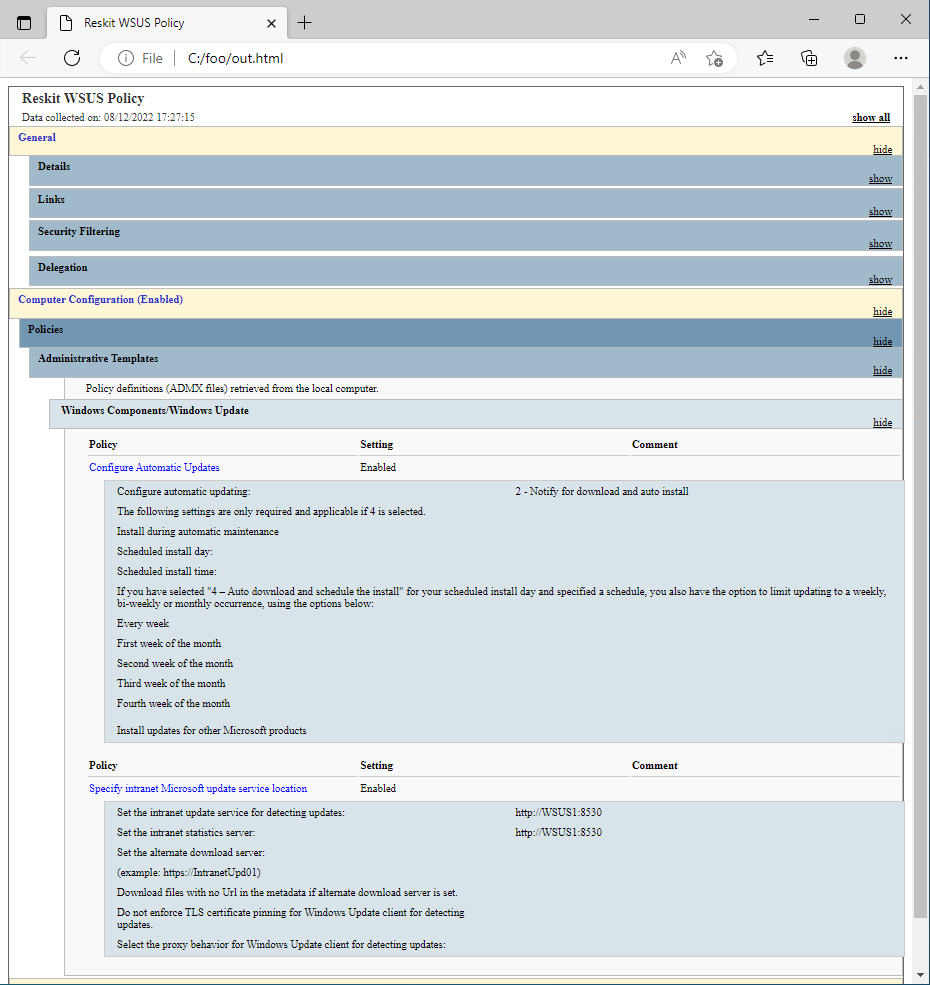 Reskit WSUS Policy
File C:/foo/out.html
Reskit WSUS Policy
Data collected on: 08/12/2022 17:27:15
show all
General
hide
Details
show
Links
show
Security Filtering
show
Delegation
show
Computer Configuration (Enabled)
hide
Policies
hide
Administrative Templates
hide
Policy definitions (ADMX files) retrieved from the local computer.
Windows Components/Windows Update
hide
Policy Setting Comment
Configure Automatic Updates Enabled
Configure automatic updating: 2 - Notify for download and auto install
The following settings are only required and applicable if 4 is selected.
Install during automatic maintenance
Scheduled install day:
Scheduled install time:
If you have selected "4 – Auto download and schedule the install" for your scheduled install day and specified a schedule, you also have the option to limit updating to a weekly,
bi-weekly or monthly occurrence, using the options below:
Every week
First week of the month
Second week of the month
Third week of the month
Fourth week of the month
Install updates for other Microsoft products
Policy Setting Comment
Specify intranet Microsoft update service location Enabled
Set the intranet update service for detecting updates: http://WSUS1:8530
Set the intranet statistics server: http://WSUS1:8530
Set the alternate download server:
(example: https://IntranetUpd01)
Download files with no Url in the metadata if alternate download server is set.
Do not enforce TLS certificate pinning for Windows Update client for detecting
updates.
Select the proxy behavior for Windows Update client for detecting updates: